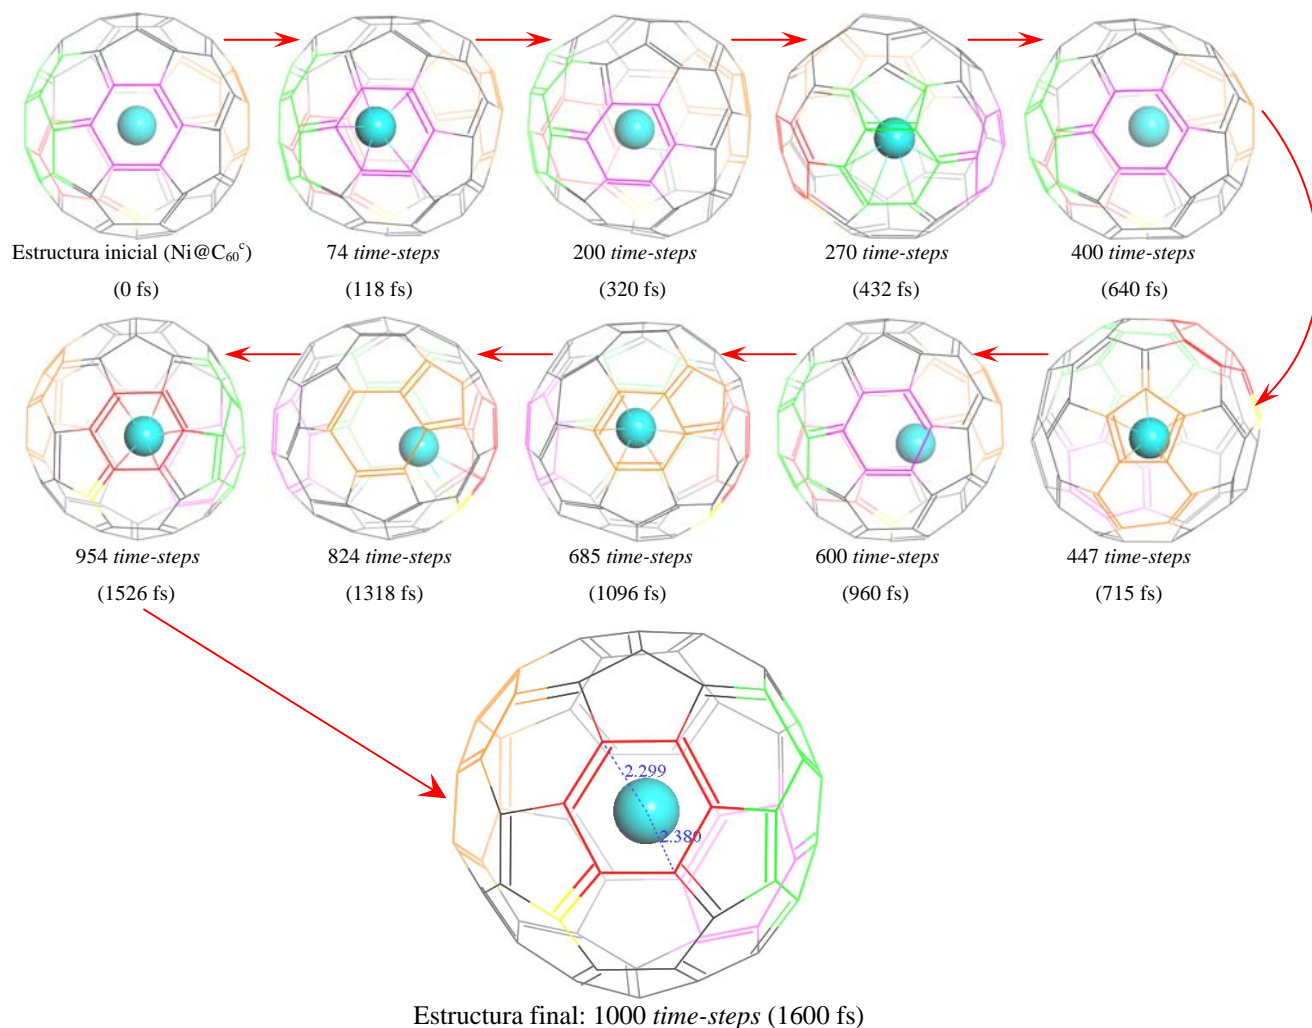 Estructura inicial (Ni@C₆₀ᶜ)
(0 fs)
74 time-steps
(118 fs)
200 time-steps
(320 fs)
270 time-steps
(432 fs)
400 time-steps
(640 fs)
954 time-steps
(1526 fs)
824 time-steps
(1318 fs)
685 time-steps
(1096 fs)
600 time-steps
(960 fs)
447 time-steps
(715 fs)
2.299
2.380
Estructura final: 1000 time-steps (1600 fs)